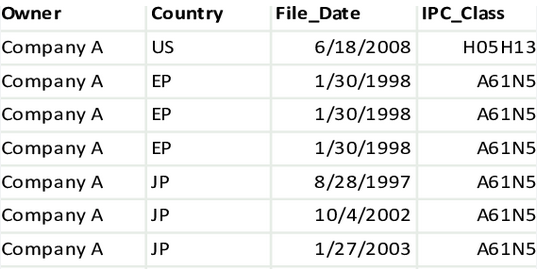 Owner Country File_Date IPC_Class
Company A US 6/18/2008 H05H13
Company A EP 1/30/1998 A61N5
Company A EP 1/30/1998 A61N5
Company A EP 1/30/1998 A61N5
Company A JP 8/28/1997 A61N5
Company A JP 10/4/2002 A61N5
Company A JP 1/27/2003 A61N5